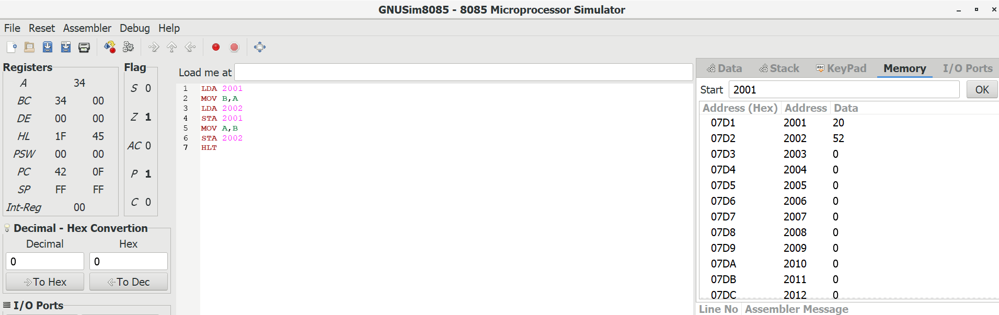 GNUSim8085 - 8085 Microprocessor Simulator
File Reset Assembler Debug Help
Registers
A 34
BC 34 00
DE 00 00
HL 1F 45
PSW 00 00
PC 42 0F
SP FF FF
Int-Reg 00
Flag
S 0
Z 1
AC 0
P 1
C 0
Decimal - Hex Convertion
Decimal Hex
0 0
To Hex To Dec
I/O Ports
Load me at
1 LDA 2001
2 MOV B,A
3 LDA 2002
4 STA 2001
5 MOV A,B
6 STA 2002
7 HLT
Data Stack Abc KeyPad Memory I/O Ports
Start 2001 OK
Address (Hex) Address Data
07D1 2001 20
07D2 2002 52
07D3 2003 0
07D4 2004 0
07D5 2005 0
07D6 2006 0
07D7 2007 0
07D8 2008 0
07D9 2009 0
07DA 2010 0
07DB 2011 0
07DC 2012 0
Line No Assembler Message